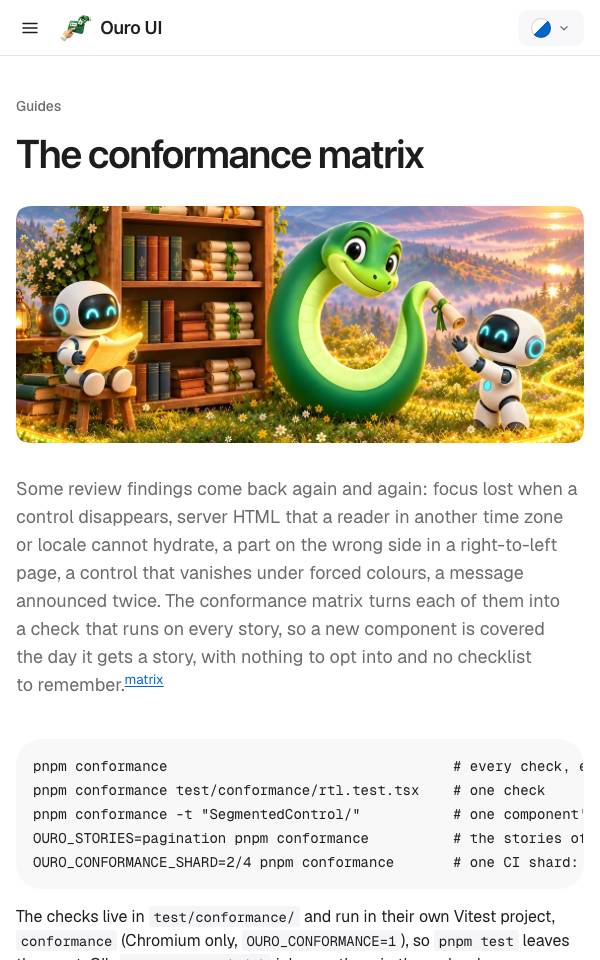 Ouro UI
Guides
The conformance matrix
Some review findings come back again and again: focus lost when a
control disappears, server HTML that a reader in another time zone
or locale cannot hydrate, a part on the wrong side in a right-to-left
page, a control that vanishes under forced colours, a message
announced twice. The conformance matrix turns each of them into
a check that runs on every story, so a new component is covered
the day it gets a story, with nothing to opt into and no checklist
to remember.matrix
pnpm conformance # every check,
pnpm conformance test/conformance/rtl.test.tsx # one check
pnpm conformance -t "SegmentedControl/" # one component'
OURO_STORIES=pagination pnpm conformance # the stories of
OURO_CONFORMANCE_SHARD=2/4 pnpm conformance # one CI shard:
The checks live in test/conformance/ and run in their own Vitest project,
conformance (Chromium only, OURO_CONFORMANCE=1 ), so pnpm test leaves